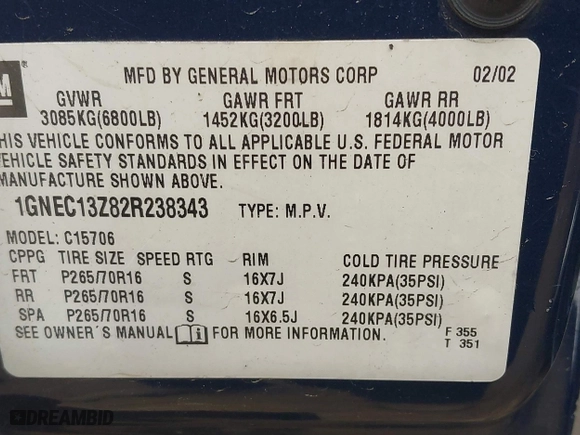 GM
MFD BY GENERAL MOTORS CORP 02/02
GVWR GAWR FRT GAWR RR
3085KG(6800LB) 1452KG(3200LB) 1814KG(4000LB)
THIS VEHICLE CONFORMS TO ALL APPLICABLE U.S. FEDERAL MOTOR
VEHICLE SAFETY STANDARDS IN EFFECT ON THE DATE OF
MANUFACTURE SHOWN ABOVE.
1GNEC13Z82R238343 TYPE: M.P.V.
MODEL: C15706
CPPG TIRE SIZE SPEED RTG RIM COLD TIRE PRESSURE
FRT P265/70R16 S 16X7J 240KPA(35PSI)
RR P265/70R16 S 16X7J 240KPA(35PSI)
SPA P265/70R16 S 16X6.5J 240KPA(35PSI)
SEE OWNER´S MANUAL FOR MORE INFORMATION. F 355
T 351
DREAMBID